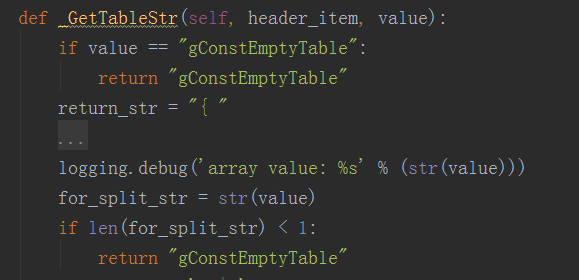 def _GetTableStr(self, header_item, value):
if value == "gConstEmptyTable":
return "gConstEmptyTable"
return_str = "{ "
...
logging.debug('array value: %s' % (str(value)))
for_split_str = str(value)
if len(for_split_str) < 1:
return "gConstEmptyTable"